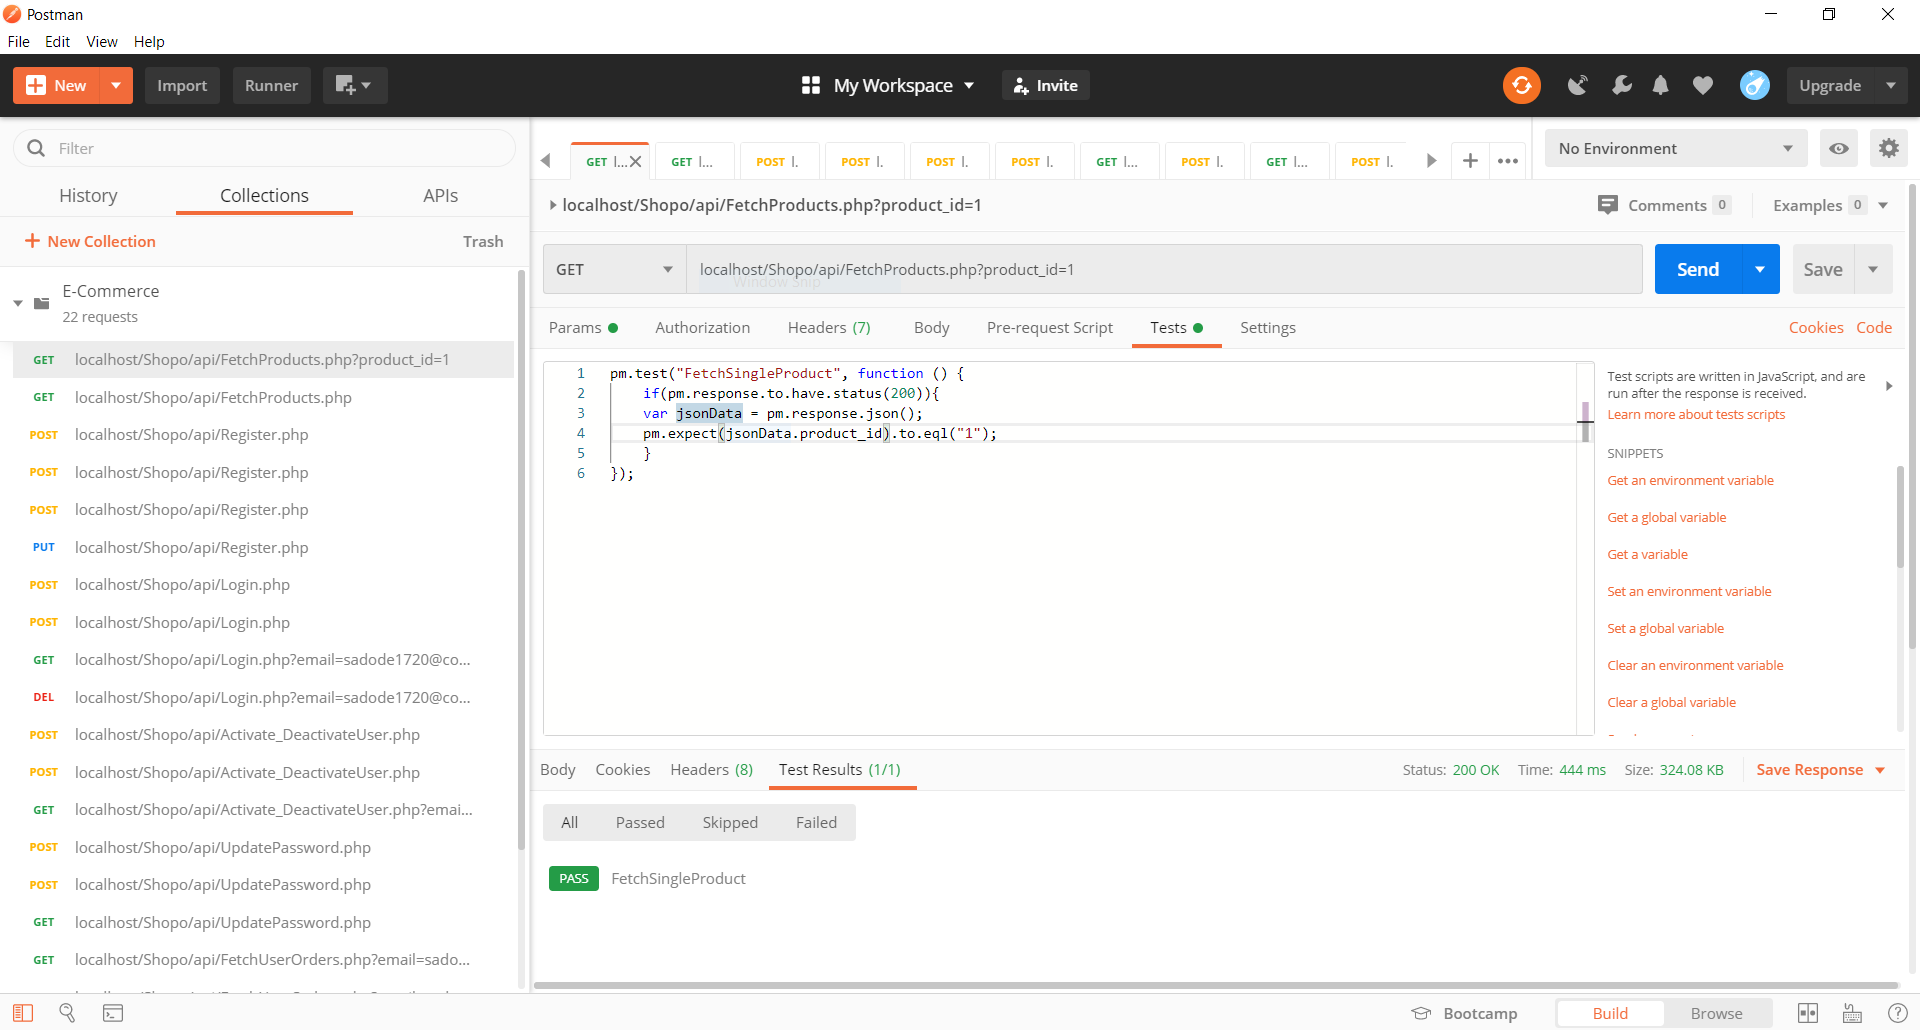 Postman
File Edit View Help
New Import Runner My Workspace Invite Upgrade
Filter
History Collections APIs
New Collection Trash
E-Commerce
22 requests
GET localhost/Shopo/api/FetchProducts.php?product_id=1
GET localhost/Shopo/api/FetchProducts.php
POST localhost/Shopo/api/Register.php
POST localhost/Shopo/api/Register.php
POST localhost/Shopo/api/Register.php
PUT localhost/Shopo/api/Register.php
POST localhost/Shopo/api/Login.php
POST localhost/Shopo/api/Login.php
GET localhost/Shopo/api/Login.php?email=sadode1720@co...
DEL localhost/Shopo/api/Login.php?email=sadode1720@co...
POST localhost/Shopo/api/Activate_DeactivateUser.php
POST localhost/Shopo/api/Activate_DeactivateUser.php
GET localhost/Shopo/api/Activate_DeactivateUser.php?emai...
POST localhost/Shopo/api/UpdatePassword.php
POST localhost/Shopo/api/UpdatePassword.php
GET localhost/Shopo/api/UpdatePassword.php
GET localhost/Shopo/api/FetchUserOrders.php?email=sado...
GET l... GET l... POST l. POST l. POST l. POST l. GET l... POST l. GET l... POST l. No Environment
localhost/Shopo/api/FetchProducts.php?product_id=1 Comments 0 Examples 0
GET localhost/Shopo/api/FetchProducts.php?product_id=1 Send Save
Window Snip
Params Authorization Headers (7) Body Pre-request Script Tests Settings Cookies Code
1 pm.test("FetchSingleProduct", function () {
2 if(pm.response.to.have.status(200)){
3 var jsonData = pm.response.json();
4 pm.expect(jsonData.product_id).to.eql("1");
5 }
6 });
Test scripts are written in JavaScript, and are
run after the response is received.
Learn more about tests scripts
SNIPPETS
Get an environment variable
Get a global variable
Get a variable
Set an environment variable
Set a global variable
Clear an environment variable
Clear a global variable
Body Cookies Headers (8) Test Results (1/1) Status: 200 OK Time: 444 ms Size: 324.08 KB Save Response
All Passed Skipped Failed
PASS FetchSingleProduct
Bootcamp Build Browse